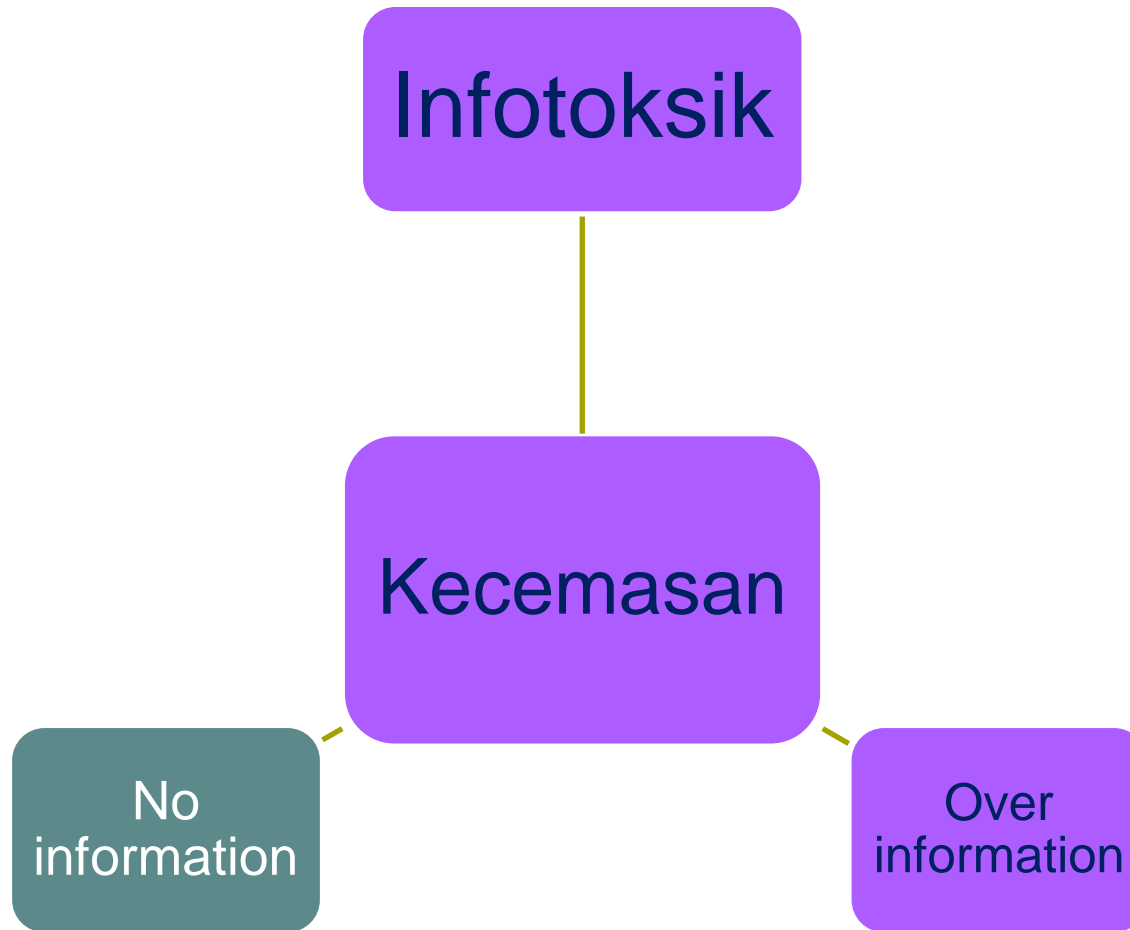 Infotoksik
Kecemasan
No
information
Over
information